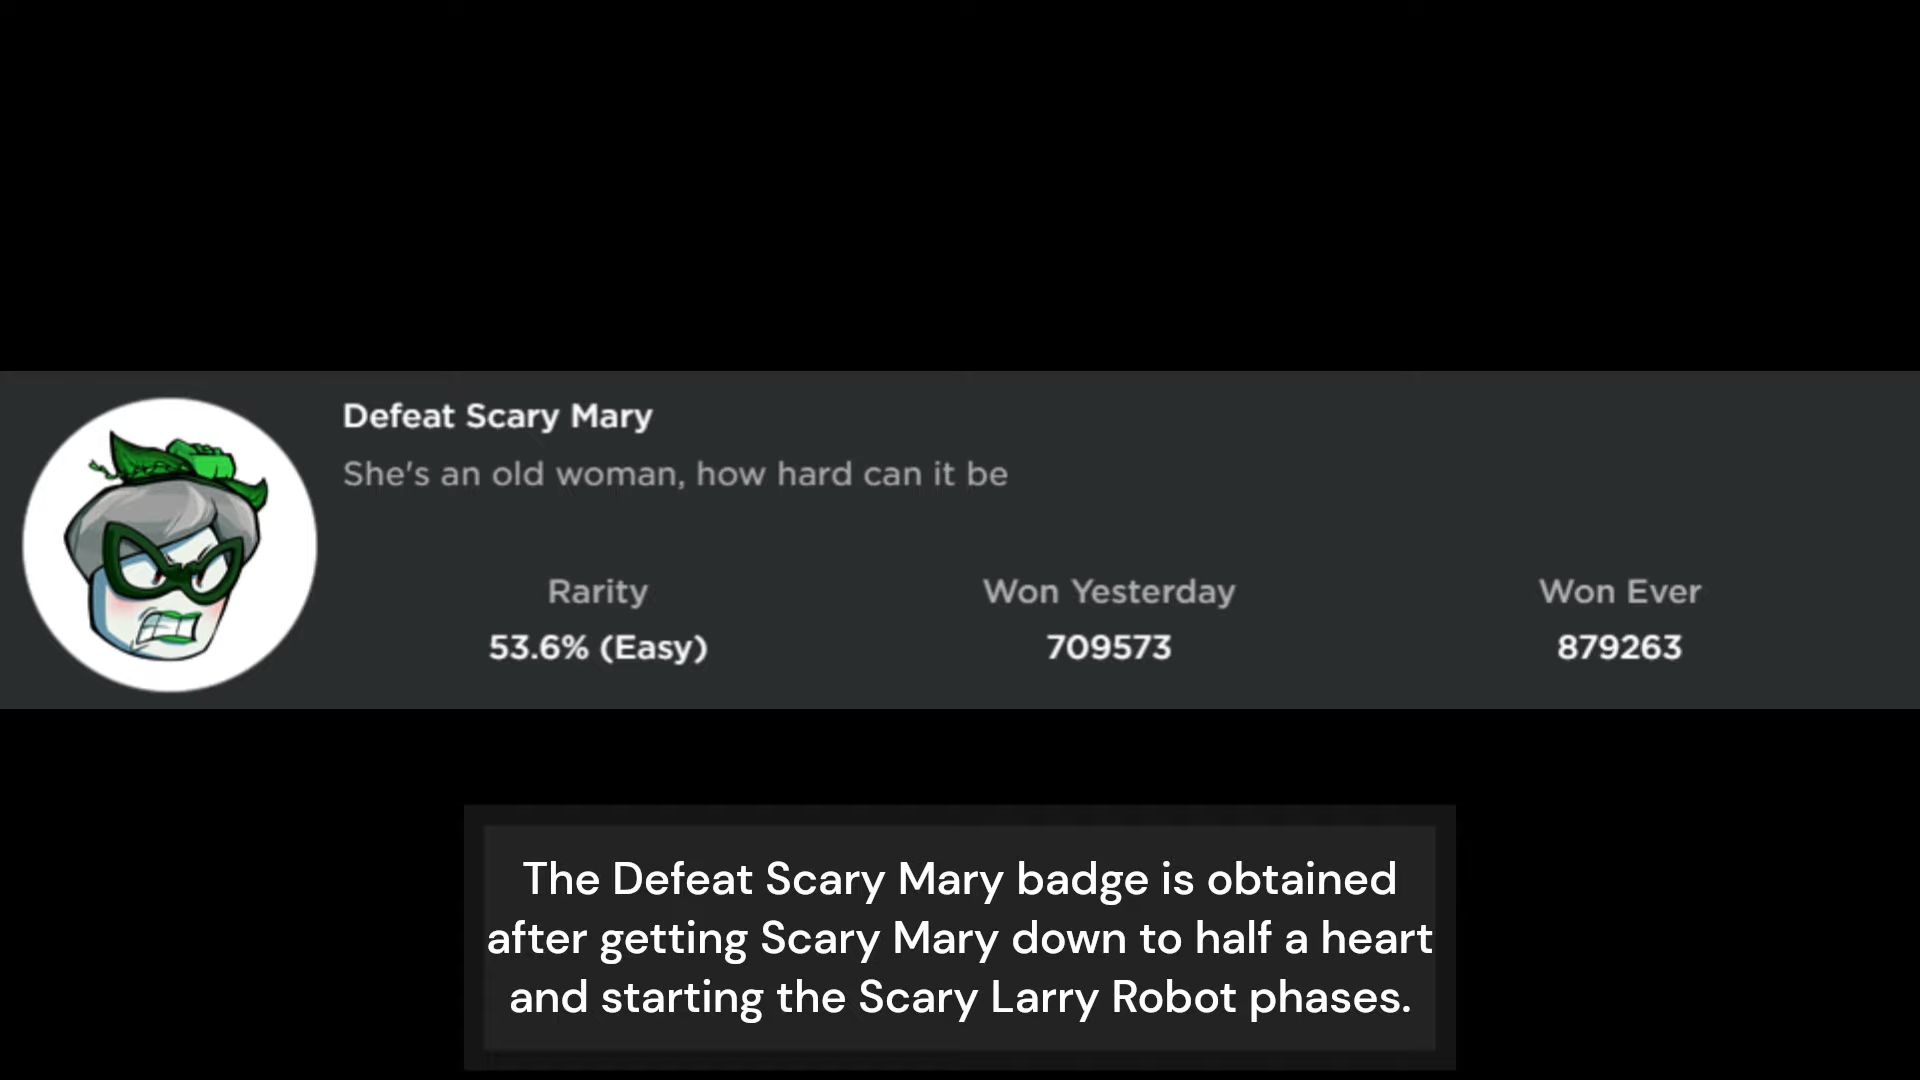 Defeat Scary Mary
She's an old woman, how hard can it be
Rarity Won Yesterday Won Ever
53.6% (Easy) 709573 879263
The Defeat Scary Mary badge is obtained
after getting Scary Mary down to half a heart
and starting the Scary Larry Robot phases.